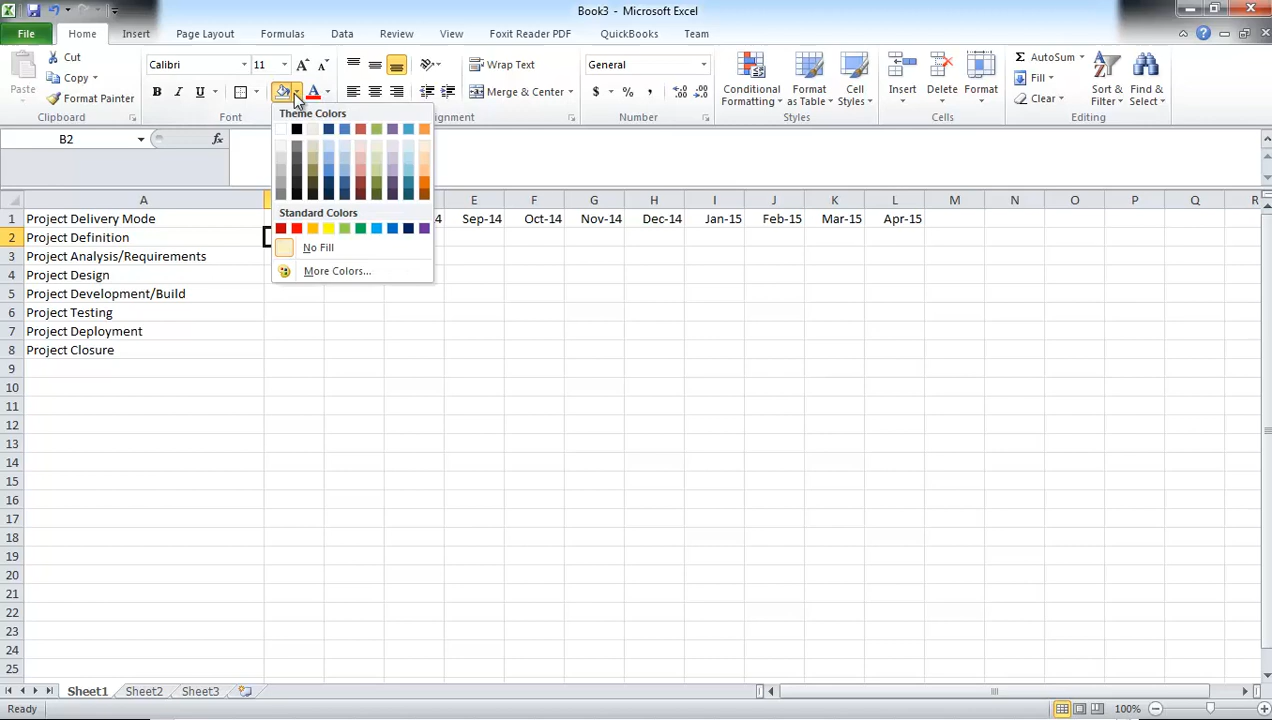 Book3 - Microsoft Excel
File Home Insert Page Layout Formulas Data Review View Foxit Reader PDF QuickBooks Team
Paste
Cut
Copy
Format Painter
Clipboard
Calibri 11
B I U A
Font
Wrap Text
Merge & Center
gnment
General
$ % ,
Number
Conditional Formatting
Format as Table
Cell Styles
Insert
Delete
Format
Cells
Σ AutoSum
Fill
Clear
Sort & Filter
Find & Select
Editing
B2 fx
Theme Colors
Standard Colors
No Fill
More Colors...
A E F G H I J K L M N O P Q R
1 Project Delivery Mode 4 Sep-14 Oct-14 Nov-14 Dec-14 Jan-15 Feb-15 Mar-15 Apr-15
2 Project Definition
3 Project Analysis/Requirements
4 Project Design
5 Project Development/Build
6 Project Testing
7 Project Deployment
8 Project Closure
9
10
11
12
13
14
15
16
17
18
19
20
21
22
23
24
25
Sheet1 Sheet2 Sheet3
Ready 100%